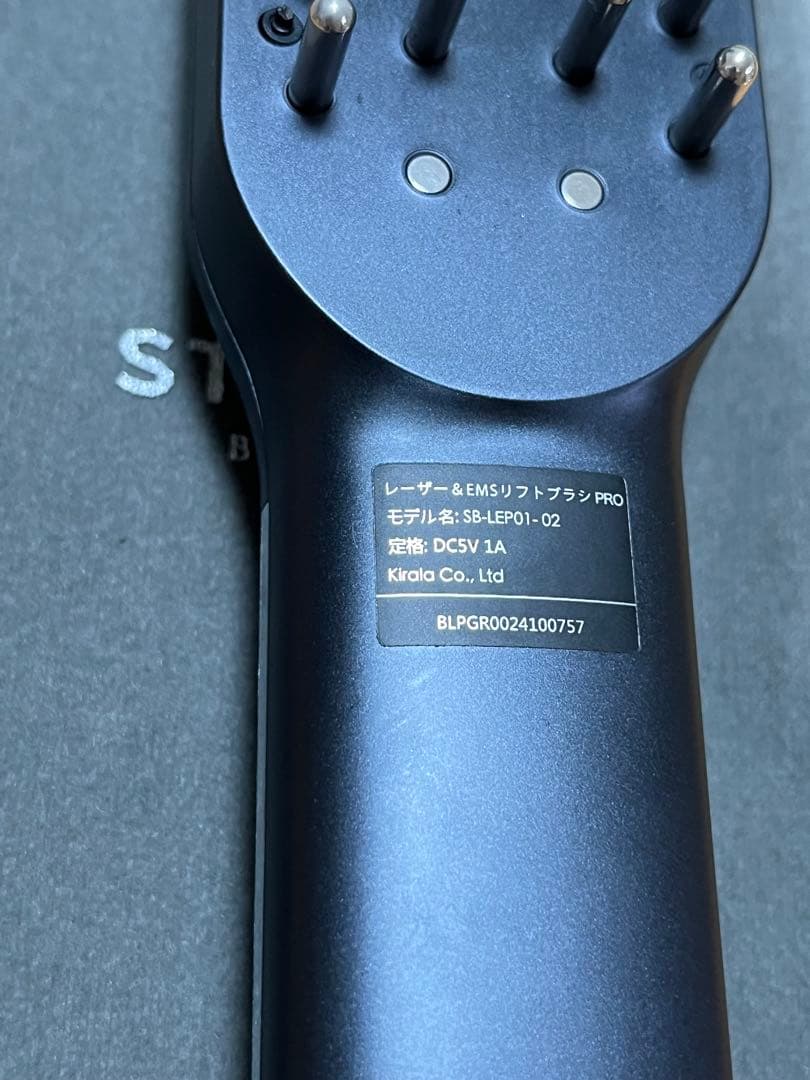 レーザー＆EMSリフトブラシ PRO
モデル名: SB-LEP01-02
定格: DC5V 1A
Kirala Co., Ltd
BLPGR0024100757